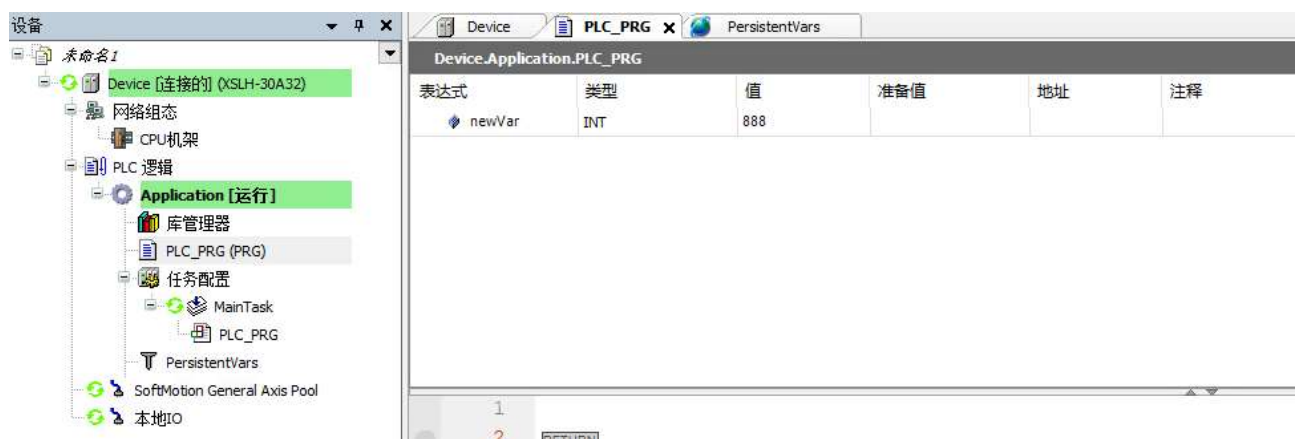 设备
未命名1
Device [连接的] (XSLH-30A32)
网络组态
CPU机架
PLC 逻辑
Application [运行]
库管理器
PLC_PRG (PRG)
任务配置
MainTask
PLC_PRG
PersistentVars
SoftMotion General Axis Pool
本地IO
Device PLC_PRG PersistentVars
Device.Application.PLC_PRG
表达式 类型 值 准备值 地址 注释
newVar INT 888
1
2 RETURN